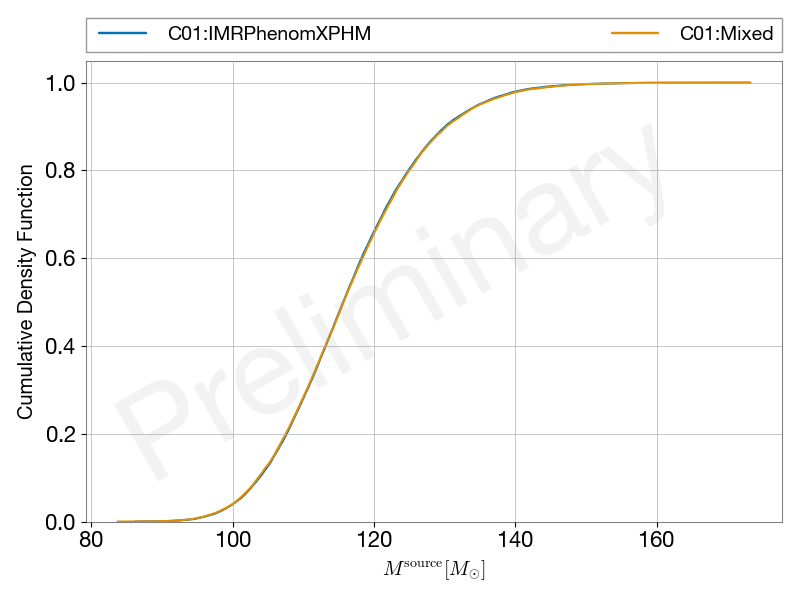 C01:IMRPhenomXPHM C01:Mixed
1.0
0.8
0.6
0.4
0.2
0.0
Cumulative Density Function
Preliminary
80 100 120 140 160
M^source [M_⊙]